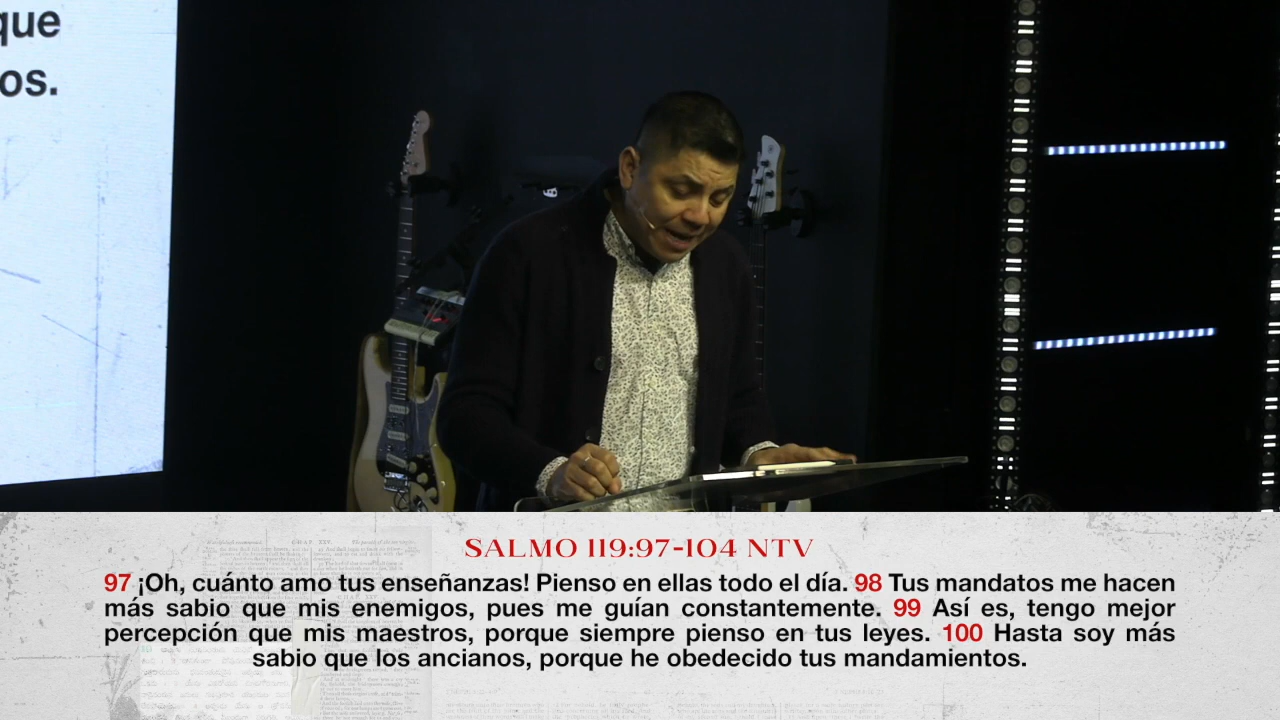 que
os.
SALMO 119:97-104 NTV
97 ¡Oh, cuánto amo tus enseñanzas! Pienso en ellas todo el día. 98 Tus mandatos me hacen
más sabio que mis enemigos, pues me guían constantemente. 99 Así es, tengo mejor
percepción que mis maestros, porque siempre pienso en tus leyes. 100 Hasta soy más
sabio que los ancianos, porque he obedecido tus mandamientos.